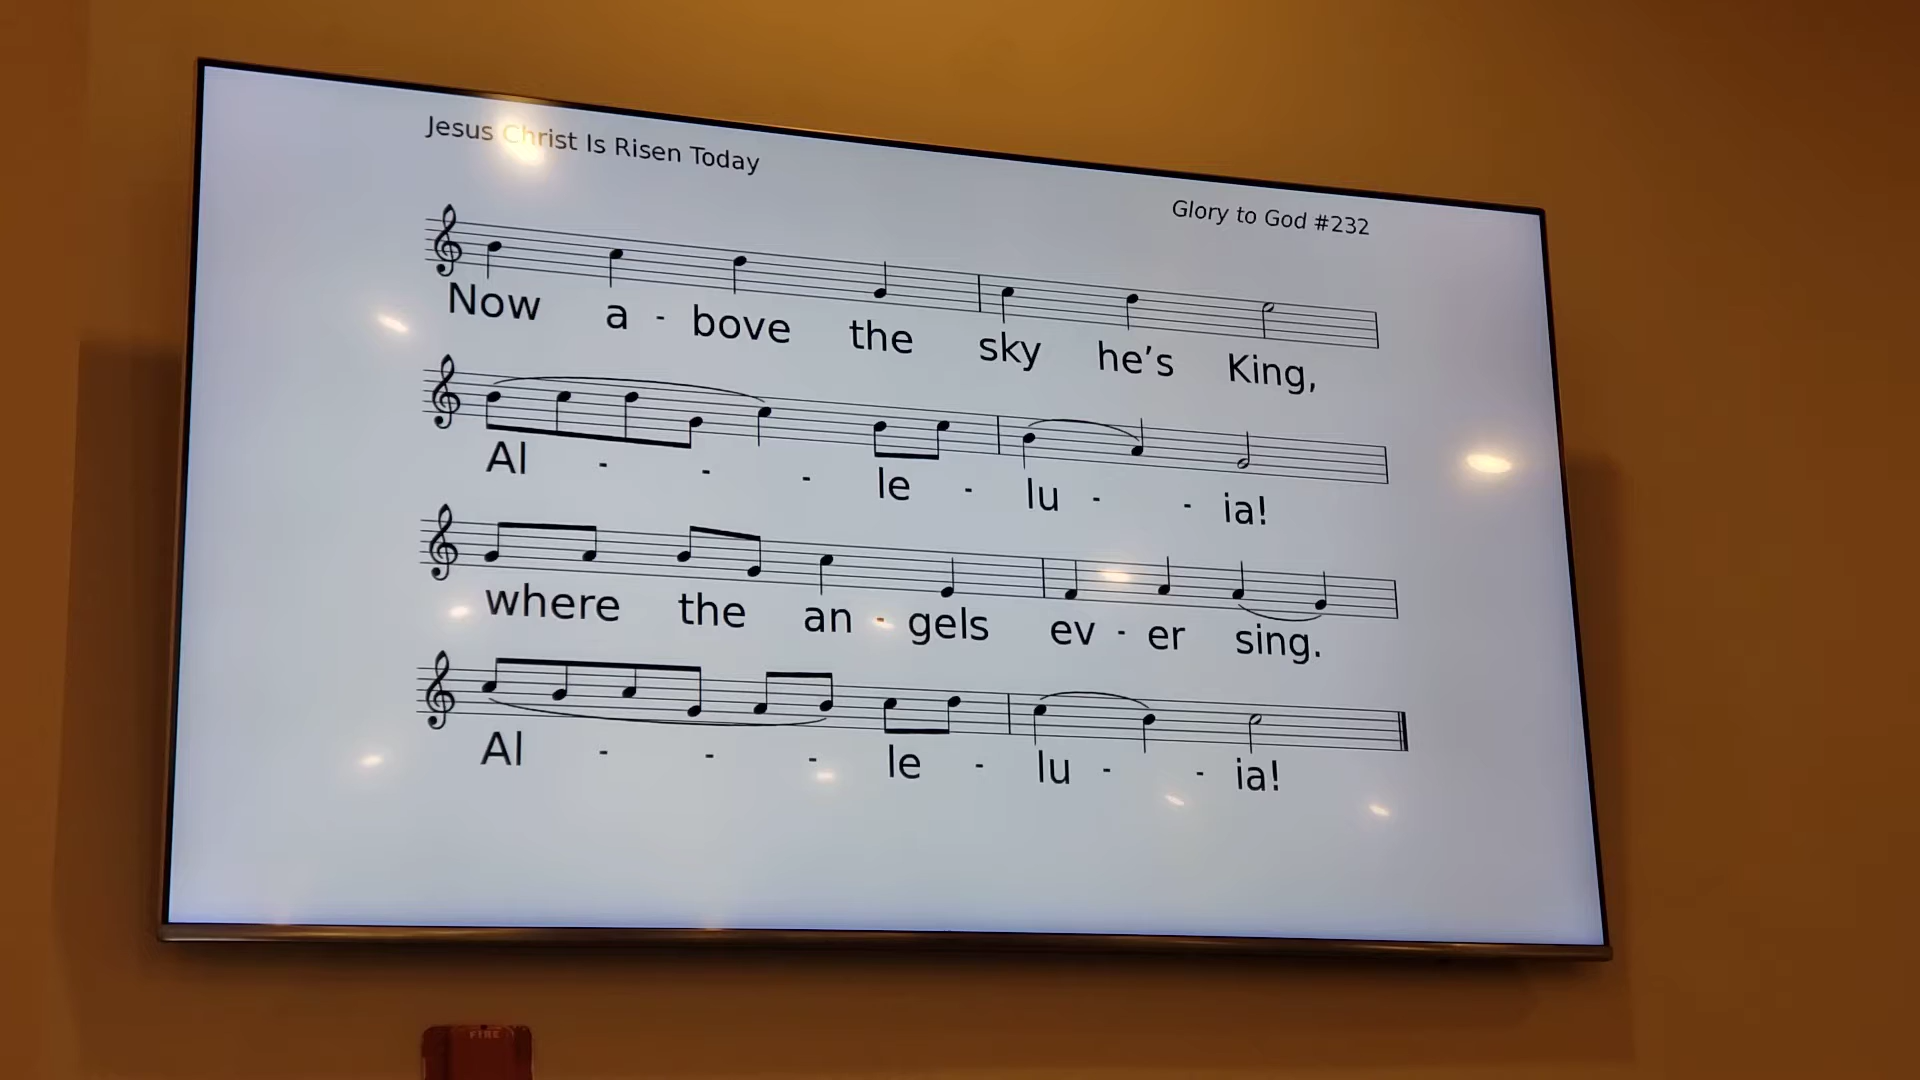 Jesus Christ Is Risen Today
Glory to God #232
Now a - bove the sky he's King,
Al - - - le - lu - - ia!
where the an - gels ev - er sing.
Al - - - le - lu - - ia!
FIRE